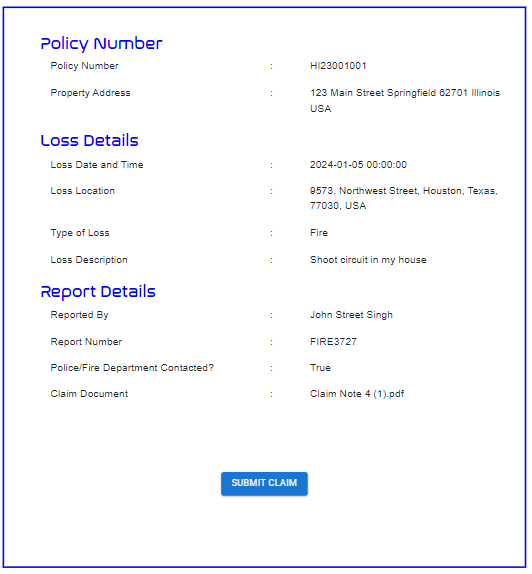 Policy Number
Policy Number : HI23001001
Property Address : 123 Main Street Springfield 62701 Illinois
USA
Loss Details
Loss Date and Time : 2024-01-05 00:00:00
Loss Location : 9573, Northwest Street, Houston, Texas,
77030, USA
Type of Loss : Fire
Loss Description : Shoot circuit in my house
Report Details
Reported By : John Street Singh
Report Number : FIRE3727
Police/Fire Department Contacted? : True
Claim Document : Claim Note 4 (1).pdf
SUBMIT CLAIM